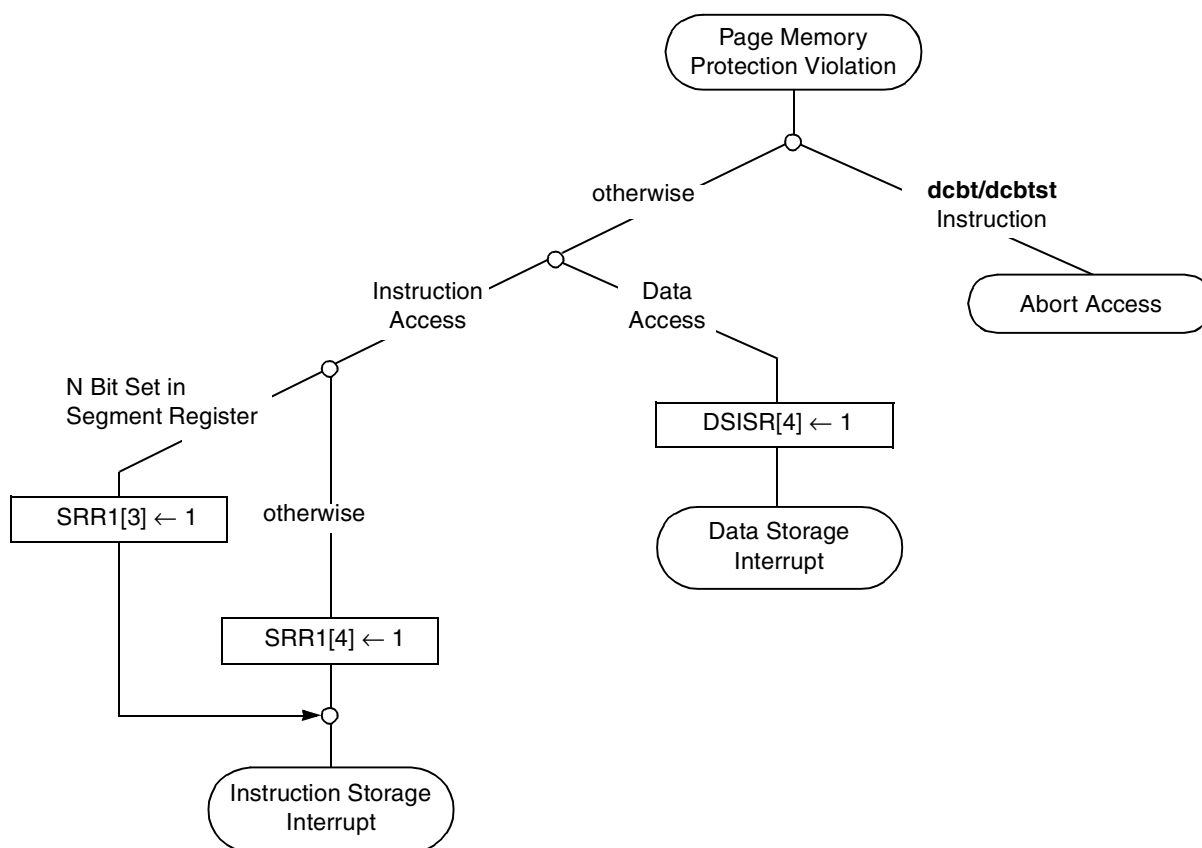 Page Memory
Protection Violation
otherwise
dcbt/dcbtst
Instruction
Instruction
Access
Data
Access
Abort Access
N Bit Set in
Segment Register
DSISR[4] ← 1
SRR1[3] ← 1
otherwise
Data Storage
Interrupt
SRR1[4] ← 1
Instruction Storage
Interrupt